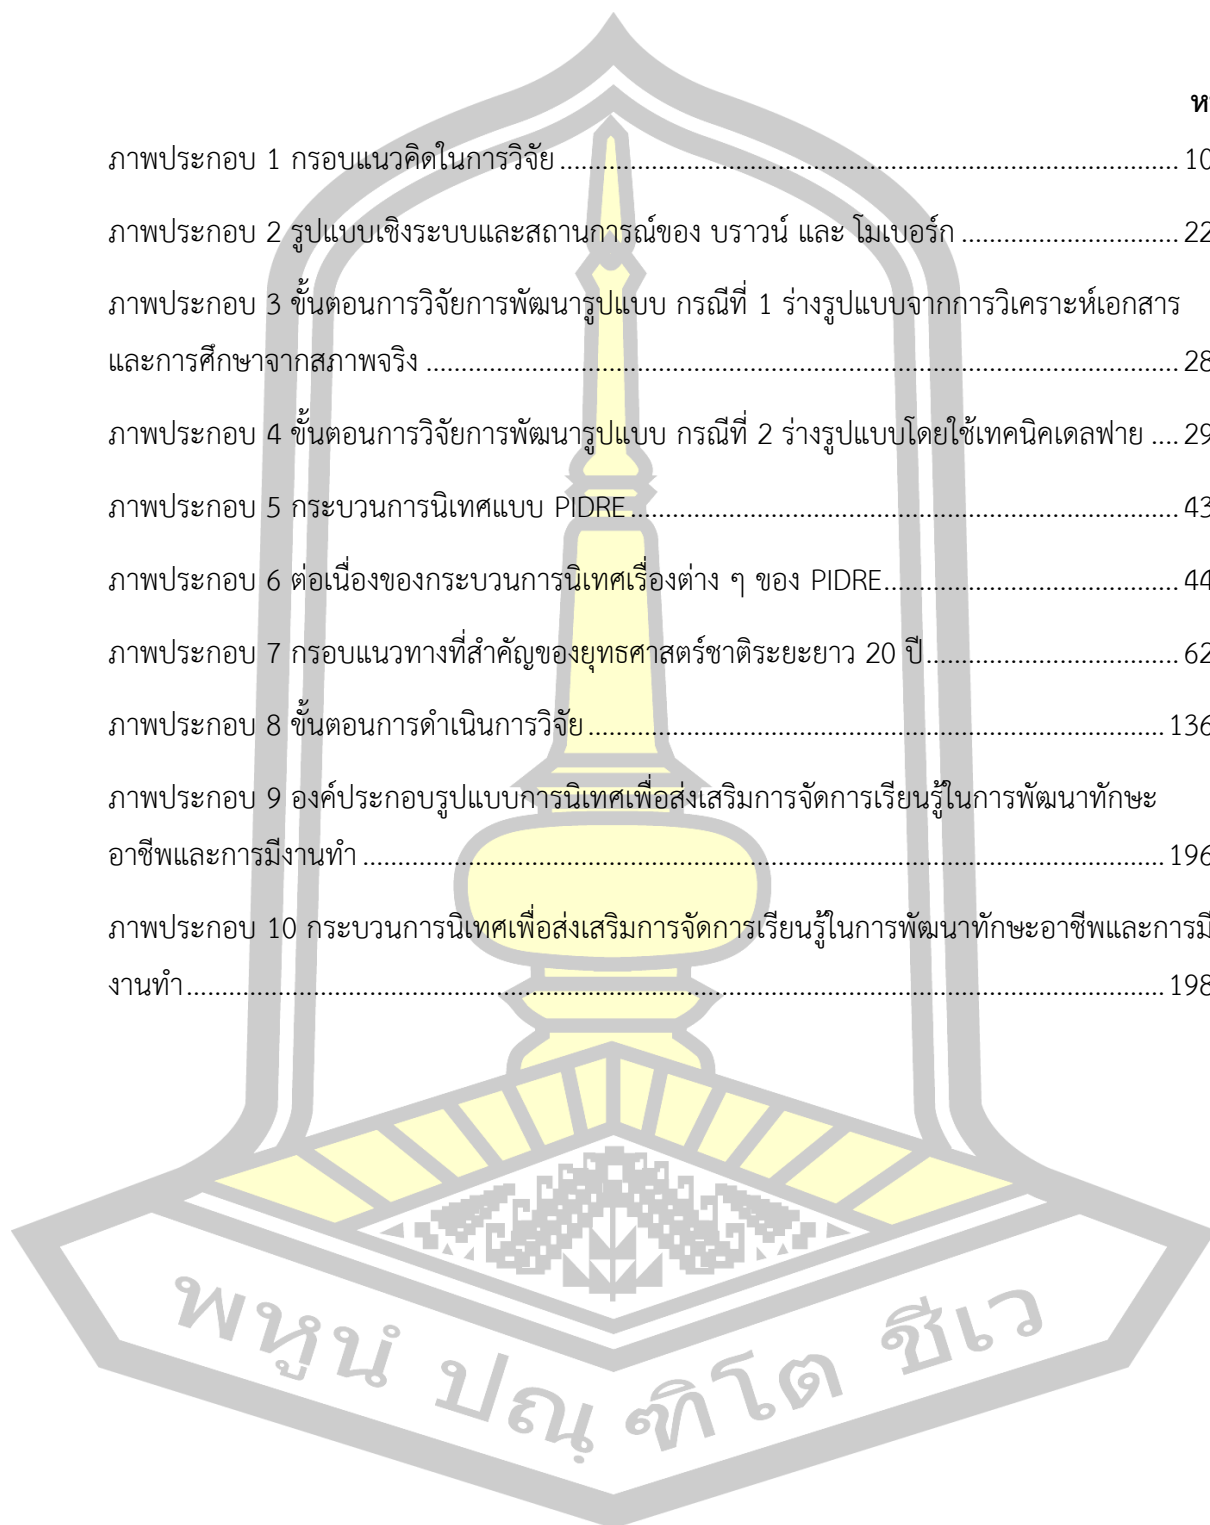 ห
ภาพประกอบ 1 กรอบแนวคิดในการวิจัย ........................................ 10
ภาพประกอบ 2 รูปแบบเชิงระบบและสถานการณ์ของ บราวน์ และ โมเบอร์ก ........................... 22
ภาพประกอบ 3 ขั้นตอนการวิจัยการพัฒนารูปแบบ กรณีที่ 1 ร่างรูปแบบจากการวิเคราะห์เอกสาร
และการศึกษาจากสภาพจริง ........................................ 28
ภาพประกอบ 4 ขั้นตอนการวิจัยการพัฒนารูปแบบ กรณีที่ 2 ร่างรูปแบบโดยใช้เทคนิคเดลฟาย .... 29
ภาพประกอบ 5 กระบวนการนิเทศแบบ PIDRE ........................................ 43
ภาพประกอบ 6 ต่อเนื่องของกระบวนการนิเทศเรื่องต่าง ๆ ของ PIDRE .................................... 44
ภาพประกอบ 7 กรอบแนวทางที่สำคัญของยุทธศาสตร์ชาติระยะยาว 20 ปี ............................... 62
ภาพประกอบ 8 ขั้นตอนการดำเนินการวิจัย ........................................ 136
ภาพประกอบ 9 องค์ประกอบรูปแบบการนิเทศเพื่อส่งเสริมการจัดการเรียนรู้ในการพัฒนาทักษะ
อาชีพและการมีงานทำ ........................................ 196
ภาพประกอบ 10 กระบวนการนิเทศเพื่อส่งเสริมการจัดการเรียนรู้ในการพัฒนาทักษะอาชีพและการมี
งานทำ ........................................ 198
พหูนํ ปณฺฑิโต ชีเว